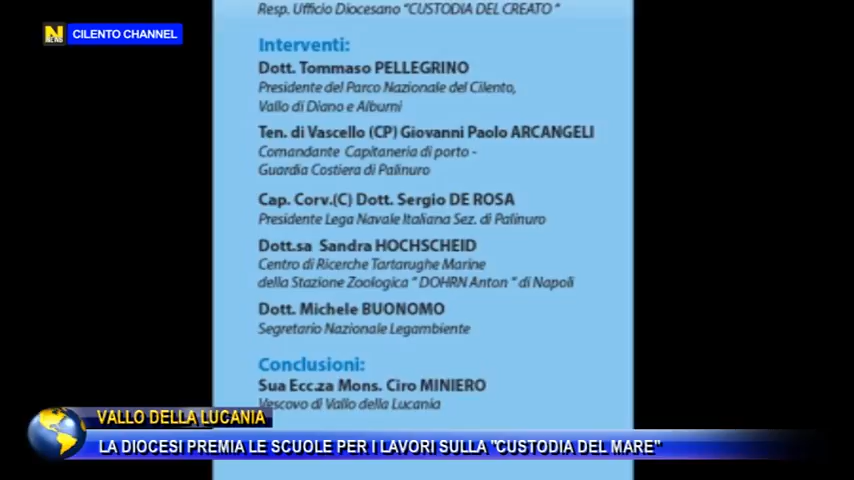 Resp. Ufficio Diocesano "CUSTODIA DEL CREATO"
N
NEWS
CILENTO CHANNEL
Interventi:
Dott. Tommaso PELLEGRINO
Presidente del Parco Nazionale del Cilento,
Vallo di Diano e Alburni
Ten. di Vascello (CP) Giovanni Paolo ARCANGELI
Comandante Capitaneria di porto -
Guardia Costiera di Palinuro
Cap. Corv.(C) Dott. Sergio DE ROSA
Presidente Lega Navale Italiana Sez. di Palinuro
Dott.sa Sandra HOCHSCHEID
Centro di Ricerche Tartarughe Marine
della Stazione Zoologica " DOHRN Anton " di Napoli
Dott. Michele BUONOMO
Segretario Nazionale Legambiente
Conclusioni:
Sua Ecc.za Mons. Ciro MINIERO
Vescovo di Vallo della Lucania
VALLO DELLA LUCANIA
LA DIOCESI PREMIA LE SCUOLE PER I LAVORI SULLA "CUSTODIA DEL MARE"